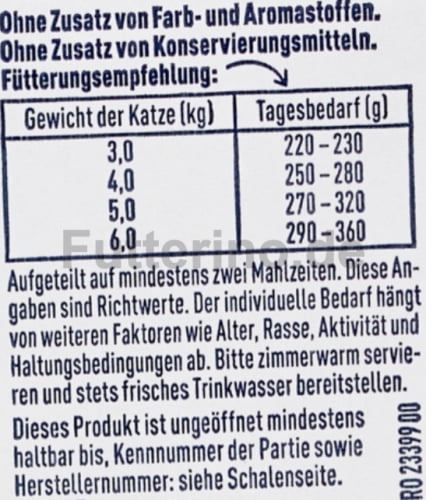 Ohne Zusatz von Farb- und Aromastoffen.
Ohne Zusatz von Konservierungsmitteln.
Fütterungsempfehlung:
Gewicht der Katze (kg) Tagesbedarf (g)
3,0 220 – 230
4,0 250 – 280
5,0 270 – 320
6,0 290 – 360
Futterino.de
Aufgeteilt auf mindestens zwei Mahlzeiten. Diese An-
gaben sind Richtwerte. Der individuelle Bedarf hängt
von weiteren Faktoren wie Alter, Rasse, Aktivität und
Haltungsbedingungen ab. Bitte zimmerwarm servie-
ren und stets frisches Trinkwasser bereitstellen.
Dieses Produkt ist ungeöffnet mindestens
haltbar bis, Kennnummer der Partie sowie
Herstellernummer: siehe Schalenseite.
RO 23399 00